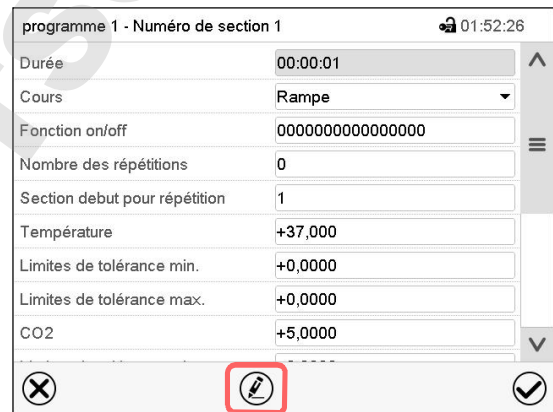 programme 1 - Numéro de section 1 01:52:26
Durée 00:00:01
Cours Rampe
Fonction on/off 0000000000000000
Nombre des répétitions 0
Section debut pour répétition 1
Température +37,000
Limites de tolérance min. +0,0000
Limites de tolérance max. +0,0000
CO2 +5,0000